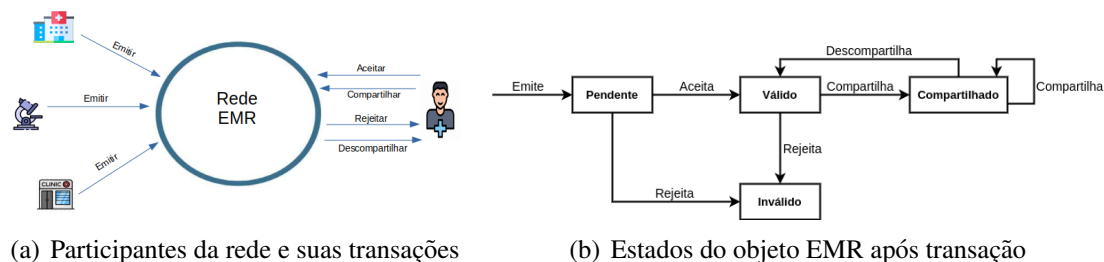 Emitir
Emitir
Emitir
CLINIC
Rede
EMR
Aceitar
Compartilhar
Rejeitar
Descompartilhar
(a) Participantes da rede e suas transações
Descompartilha
Emite
Pendente
Aceita
Válido
Compartilha
Compartilhado
Compartilha
Rejeita
Rejeita
Inválido
(b) Estados do objeto EMR após transação